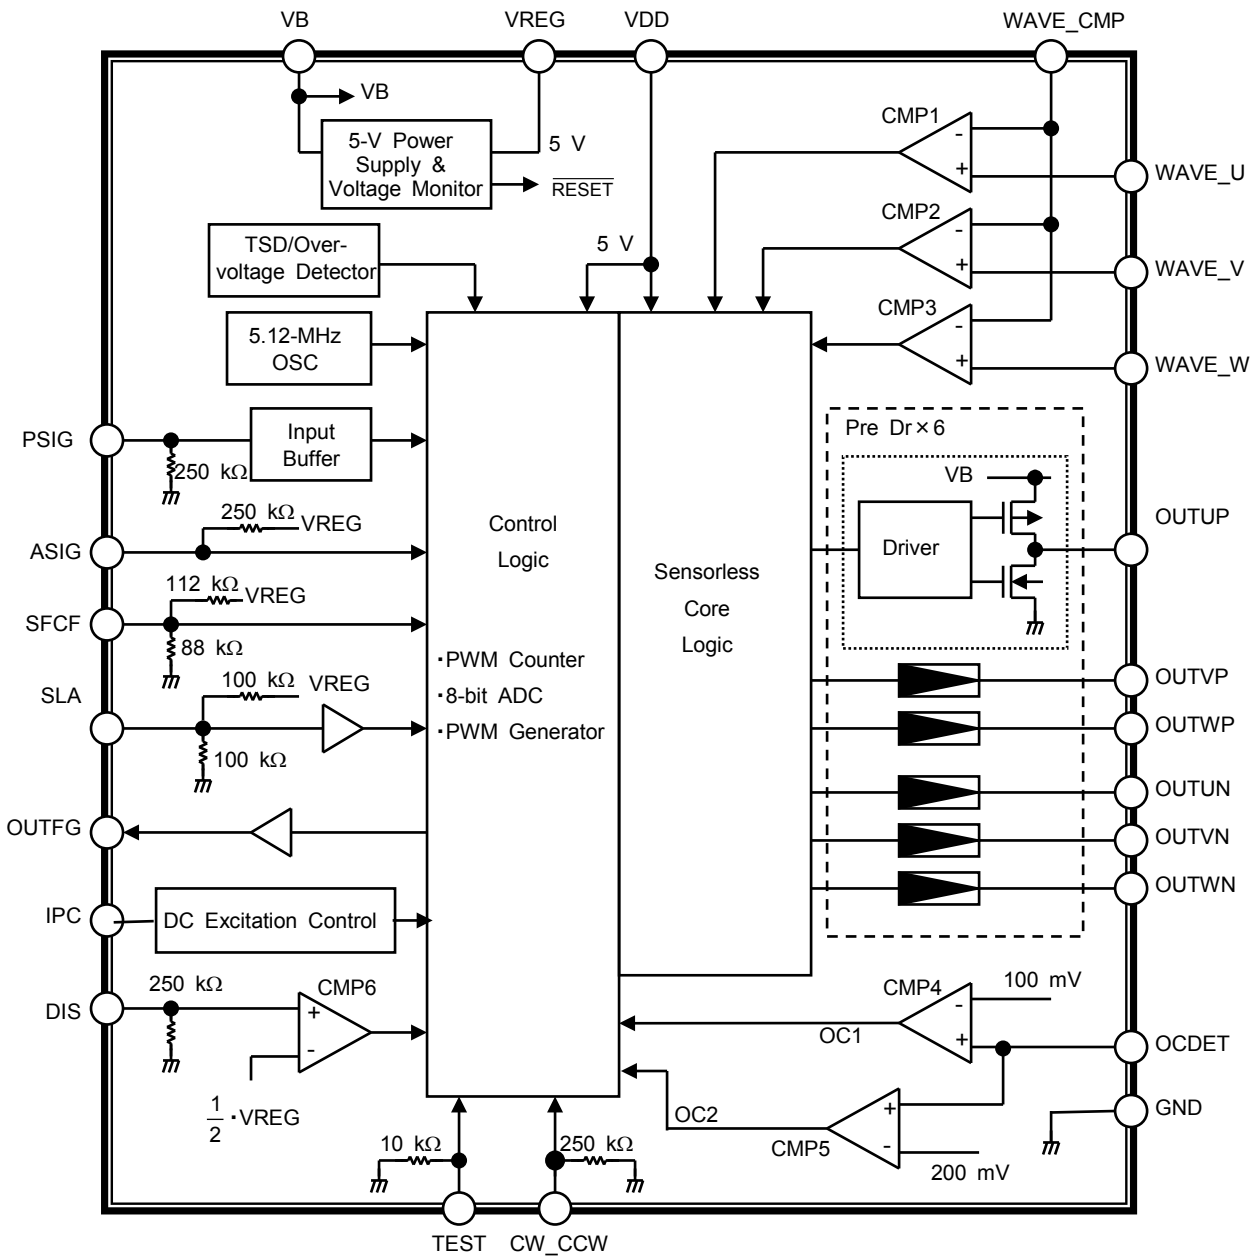 VB
VREG
VDD
WAVE_CMP
VB
5-V Power
Supply &
Voltage Monitor
5 V
RESET
CMP1
-
+
WAVE_U
TSD/Over-
voltage Detector
5 V
CMP2
-
+
WAVE_V
5.12-MHz
OSC
CMP3
-
+
WAVE_W
PSIG
Input
Buffer
250 kΩ
Pre Dr×6
VB
Driver
OUTUP
250 kΩ
VREG
ASIG
Control
Logic
Sensorless
Core
Logic
112 kΩ
VREG
SFCF
88 kΩ
・PWM Counter
・8-bit ADC
・PWM Generator
SLA
100 kΩ
VREG
100 kΩ
OUTVP
OUTWP
OUTUN
OUTVN
OUTWN
OUTFG
IPC
DC Excitation Control
DIS
250 kΩ
CMP6
+
-
1/2・VREG
CMP4
100 mV
-
+
OC1
OCDET
OC2
CMP5
+
-
200 mV
GND
10 kΩ
250 kΩ
TEST
CW_CCW